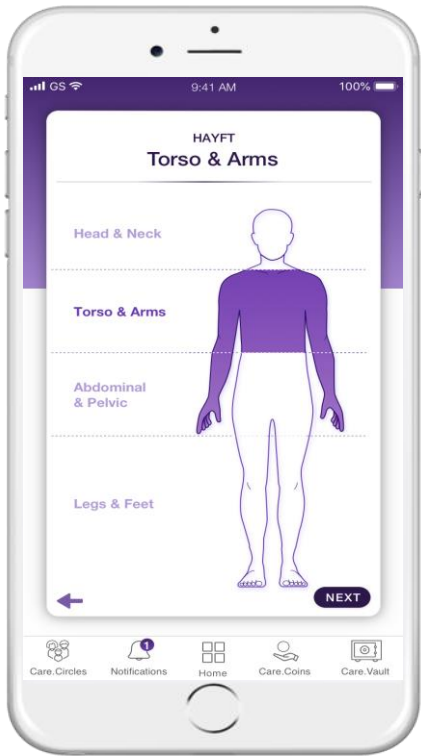 GS
9:41 AM
100%
HAYFT
Torso & Arms
Head & Neck
Torso & Arms
Abdominal
& Pelvic
Legs & Feet
NEXT
1
Care.Circles
Notifications
Home
Care.Coins
Care.Vault